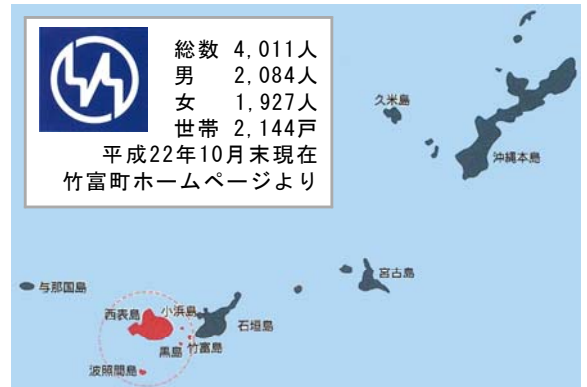 総数 4,011人
男 2,084人
女 1,927人
世帯 2,144戸
平成22年10月末現在
竹富町ホームページより
久米島
沖縄本島
宮古島
与那国島
西表島
小浜島
石垣島
黒島
竹富島
波照間島